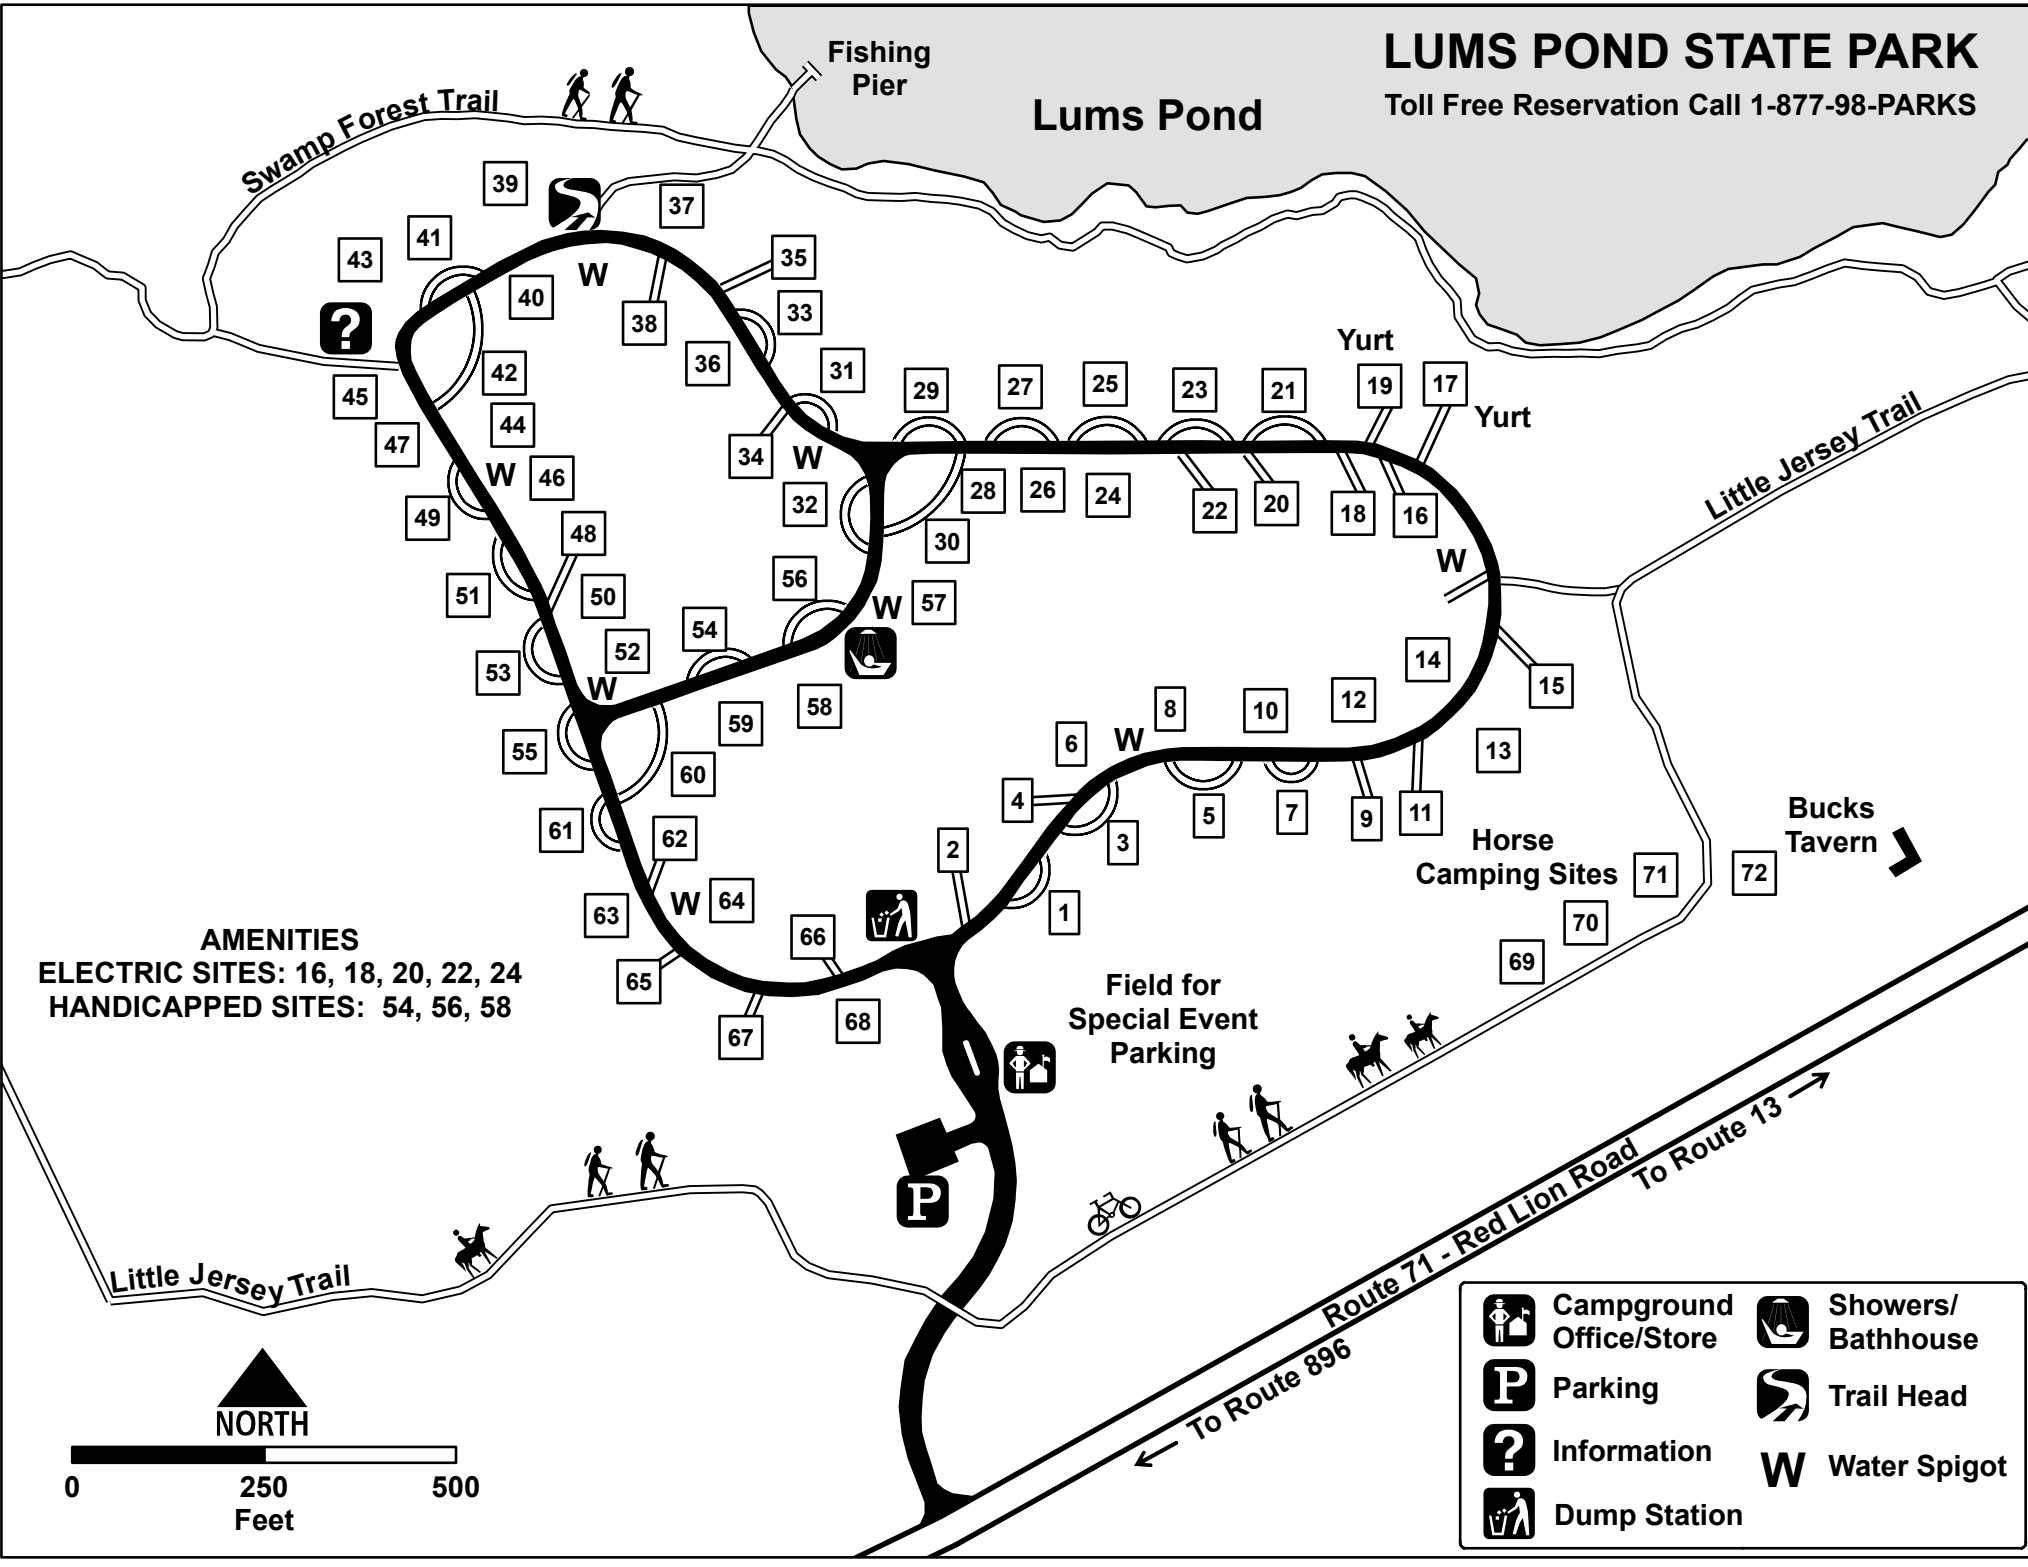 LUMS POND STATE PARK
Toll Free Reservation Call 1-877-98-PARKS
Fishing
Pier
Lums Pond
Swamp Forest Trail
39
37
41
43
35
40
W
33
38
36
31
42
45
44
47
34
W
W
46
49
32
48
51
50
53
52
W
55
54
56
W
57
58
59
60
61
62
63
W
64
65
66
67
68
29
27
25
23
21
Yurt
19
17
Yurt
28
26
24
22
20
18
16
30
W
Little Jersey Trail
14
15
12
10
8
W
6
13
4
3
5
7
9
11
2
1
Horse
Camping Sites
71
72
70
69
Bucks
Tavern
AMENITIES
ELECTRIC SITES: 16, 18, 20, 22, 24
HANDICAPPED SITES: 54, 56, 58
Field for
Special Event
Parking
P
?
Little Jersey Trail
Route 71 - Red Lion Road
To Route 13
To Route 896
NORTH
0 250 500
Feet
Campground
Office/Store
P Parking
? Information
Dump Station
Showers/
Bathhouse
Trail Head
W Water Spigot